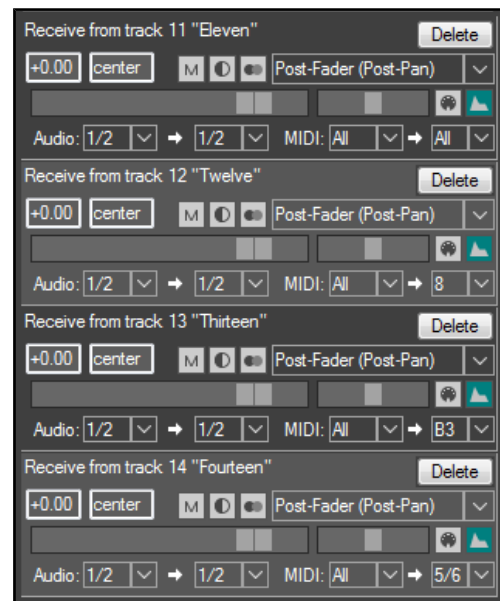 Receive from track 11 "Eleven" Delete
+0.00 center M Post-Fader (Post-Pan)
Audio: 1/2 → 1/2 MIDI: All → All
Receive from track 12 "Twelve" Delete
+0.00 center M Post-Fader (Post-Pan)
Audio: 1/2 → 1/2 MIDI: All → 8
Receive from track 13 "Thirteen" Delete
+0.00 center M Post-Fader (Post-Pan)
Audio: 1/2 → 1/2 MIDI: All → B3
Receive from track 14 "Fourteen" Delete
+0.00 center M Post-Fader (Post-Pan)
Audio: 1/2 → 1/2 MIDI: All → 5/6